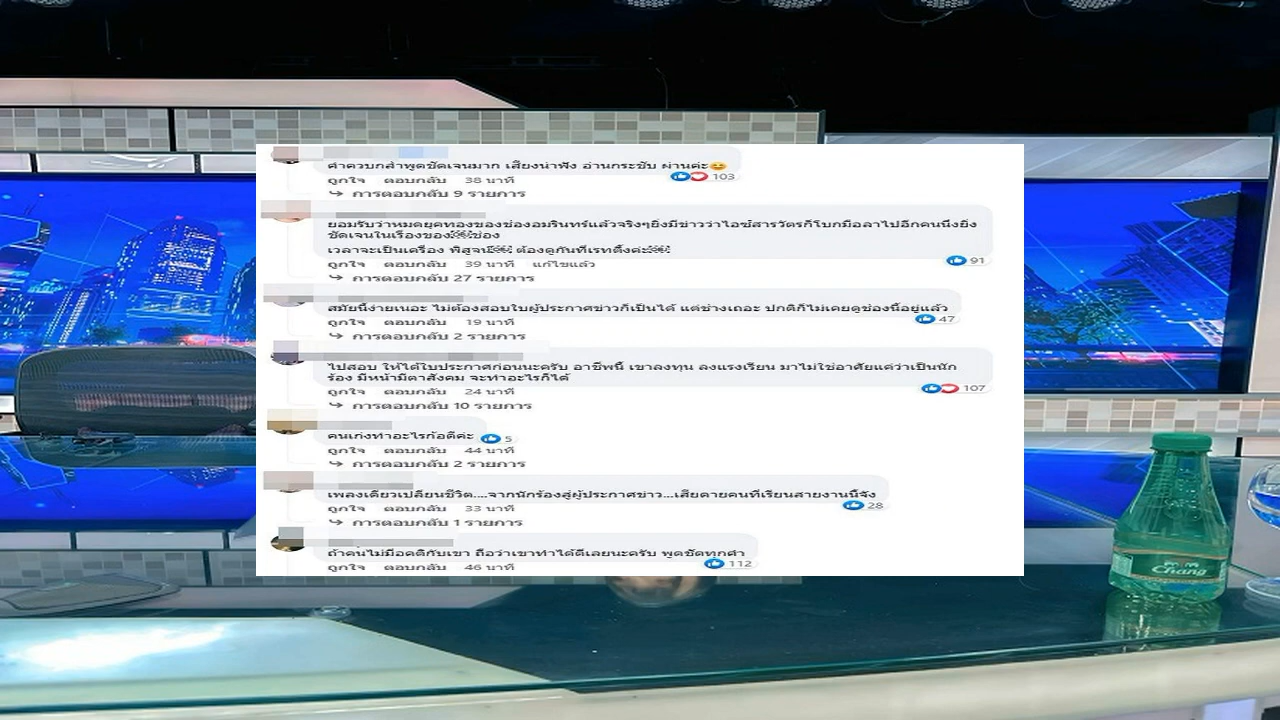 คำควบกล้ำพูดชัดเจนมาก เสียงน่าฟัง อ่านกระชับ ผ่านค่ะ😊
103
ถูกใจ ตอบกลับ 38 นาที
การตอบกลับ 9 รายการ
ยอมรับว่าหมดยุคทองของช่องอมรินทร์แล้วจริงๆยิ่งมีข่าวว่าไอซ์สารวัตรก็โบกมือลาไปอีกคนนึงยิ่ง
ชัดเจนในเรื่องของช่อง
เวลาจะเป็นเครื่อง พิสูจน์ ต้องดูกันที่เรทติ้งค่ะ
91
ถูกใจ ตอบกลับ 39 นาที แก้ไขแล้ว
การตอบกลับ 27 รายการ
สมัยนี้ง่ายเนอะ ไม่ต้องสอบใบผู้ประกาศข่าวก็เป็นได้ แต่ช่างเถอะ ปกติก็ไม่เคยดูช่องนี้อยู่แล้ว
47
ถูกใจ ตอบกลับ 19 นาที
การตอบกลับ 2 รายการ
ไปสอบ ให้ได้ใบประกาศก่อนนะครับ อาชีพนี้ เขาลงทุน ลงแรงเรียน มาไม่ใช่อาศัยแค่ว่าเป็นนัก
ร้อง มีหน้ามีตาสังคม จะทำอะไรก็ได้
107
ถูกใจ ตอบกลับ 24 นาที
การตอบกลับ 10 รายการ
คนเก่งทำอะไรก้อดีค่ะ 5
ถูกใจ ตอบกลับ 44 นาที
การตอบกลับ 2 รายการ
เพลงเดียวเปลี่ยนชีวิต....จากนักร้องสู่ผู้ประกาศข่าว...เสียดายคนที่เรียนสายงานนี้จัง
28
ถูกใจ ตอบกลับ 33 นาที
การตอบกลับ 1 รายการ
ถ้าคนไม่มีอคติกับเขา ถือว่าเขาทำได้ดีเลยนะครับ พูดชัดทุกคำ
112
ถูกใจ ตอบกลับ 46 นาที
Chang